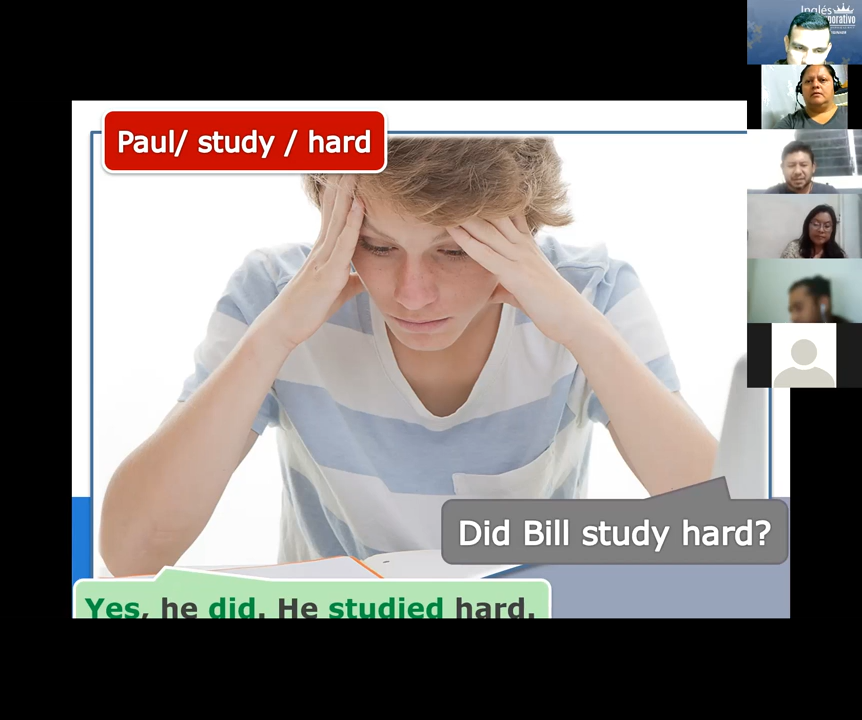 Inglés
Paul/ study / hard
Did Bill study hard?
Yes, he did. He studied hard.